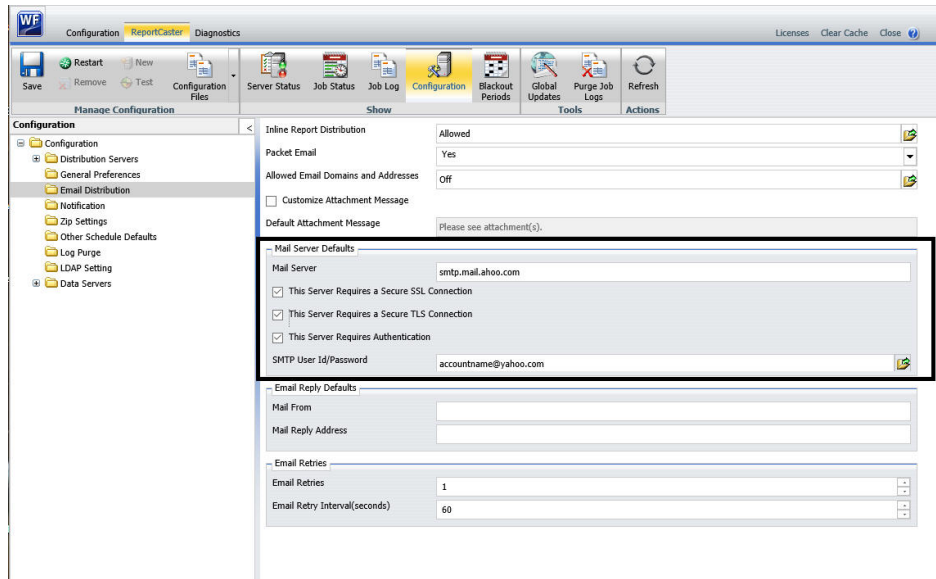 WF
Configuration ReportCaster Diagnostics Licenses Clear Cache Close ?
Save Restart New Remove Test Configuration Files
Manage Configuration
Server Status Job Status Job Log Configuration Blackout Periods
Show
Global Updates Purge Job Logs
Tools
Refresh
Actions
Configuration <
Configuration
Distribution Servers
General Preferences
Email Distribution
Notification
Zip Settings
Other Schedule Defaults
Log Purge
LDAP Setting
Data Servers
Inline Report Distribution Allowed
Packet Email Yes
Allowed Email Domains and Addresses Off
Customize Attachment Message
Default Attachment Message Please see attachment(s).
Mail Server Defaults
Mail Server smtp.mail.ahoo.com
This Server Requires a Secure SSL Connection
This Server Requires a Secure TLS Connection
This Server Requires Authentication
SMTP User Id/Password accountname@yahoo.com
Email Reply Defaults
Mail From
Mail Reply Address
Email Retries
Email Retries 1
Email Retry Interval(seconds) 60